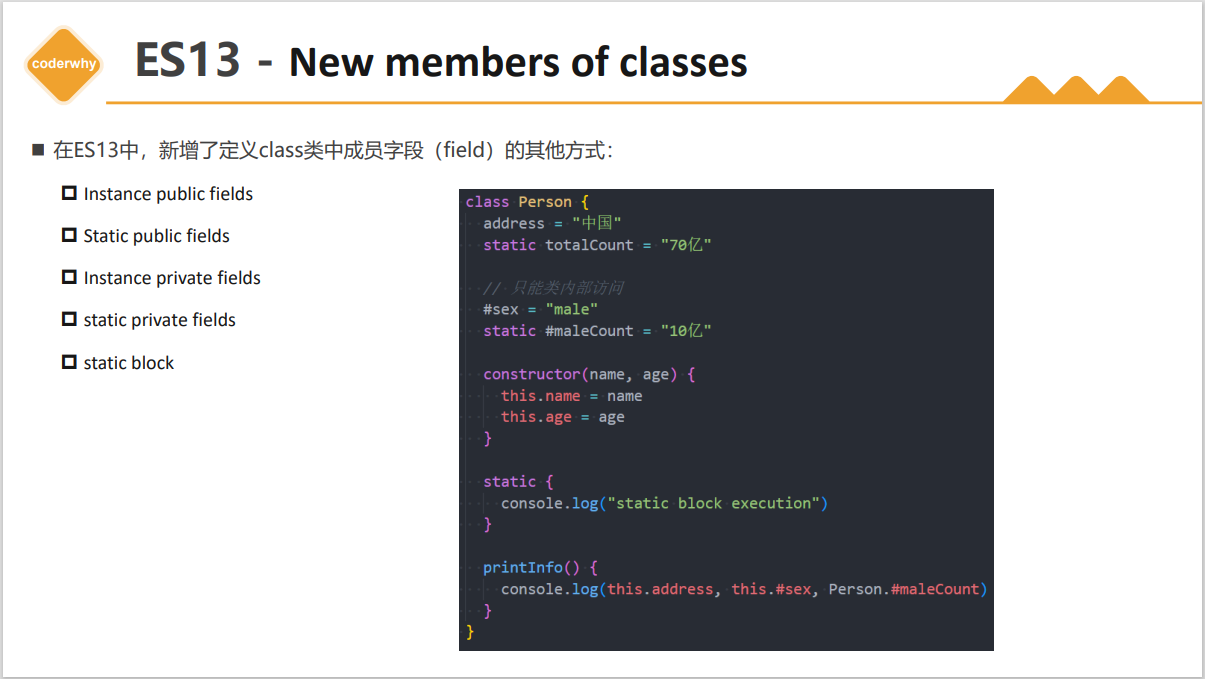 coderwhy
ES13 - New members of classes
在ES13中，新增了定义class类中成员字段（field）的其他方式：
Instance public fields
Static public fields
Instance private fields
static private fields
static block
class Person {
  address = "中国"
  static totalCount = "70亿"

  // 只能类内部访问
  #sex = "male"
  static #maleCount = "10亿"

  constructor(name, age) {
    this.name = name
    this.age = age
  }

  static {
    console.log("static block execution")
  }

  printInfo() {
    console.log(this.address, this.#sex, Person.#maleCount)
  }
}